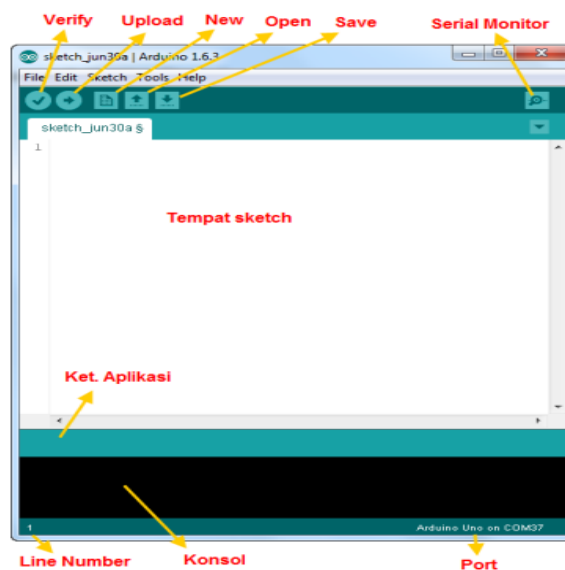 Verify Upload New Open Save Serial Monitor
sketch_jun30a | Arduino 1.6.3
File Edit Sketch Tools Help
sketch_jun30a §
1
Tempat sketch
Ket. Aplikasi
1 Arduino Uno on COM37
Line Number Konsol Port